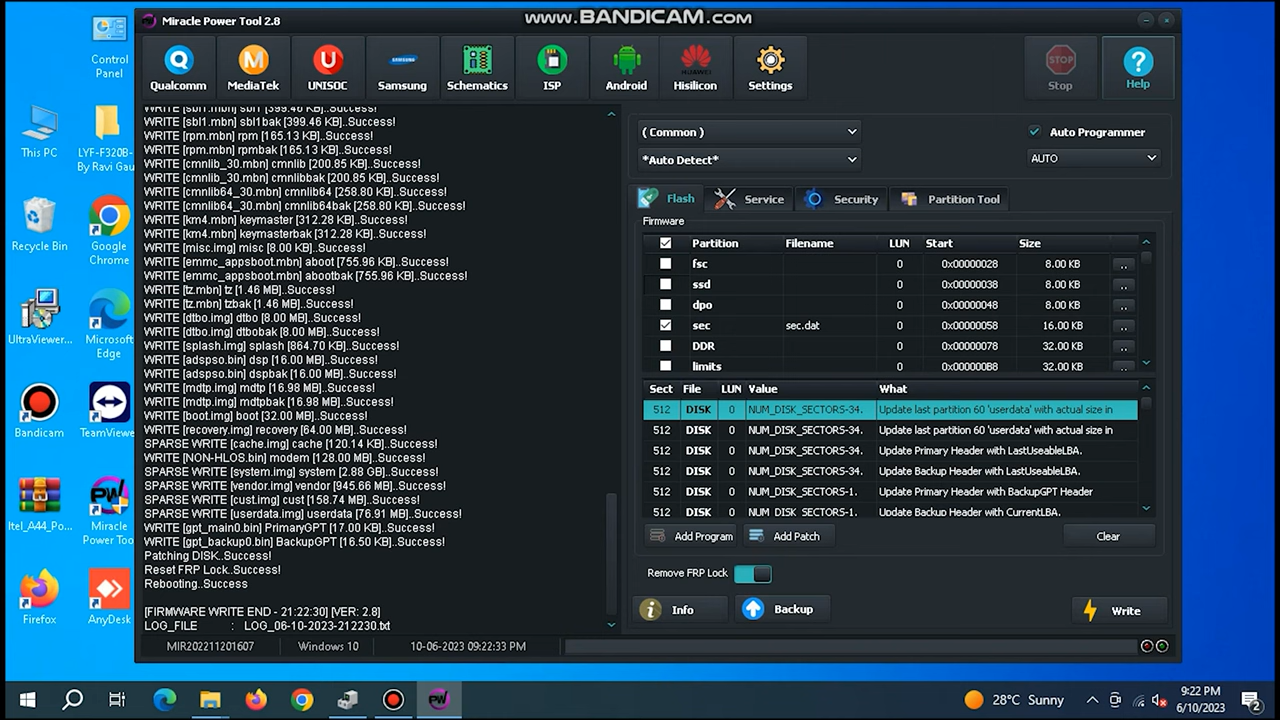 www.BANDICAM.com
Control
Panel
This PC
LYF-F320B-
By Ravi Gau
Recycle Bin
Google
Chrome
UltraViewer...
Microsoft
Edge
Bandicam
TeamViewe
Itel_A44_Po...
Miracle
Power Too
Firefox
AnyDesk
Miracle Power Tool 2.8
Qualcomm
MediaTek
UNISOC
SAMSUNG
Samsung
Schematics
ISP
Android
HUAWEI
Hisilicon
Settings
STOP
Stop
Help
WRITE [sbl1.mbn] sbl1 [399.46 KB]..Success!
WRITE [sbl1.mbn] sbl1bak [399.46 KB]..Success!
WRITE [rpm.mbn] rpm [165.13 KB]..Success!
WRITE [rpm.mbn] rpmbak [165.13 KB]..Success!
WRITE [cmnlib_30.mbn] cmnlib [200.85 KB]..Success!
WRITE [cmnlib_30.mbn] cmnlibbak [200.85 KB]..Success!
WRITE [cmnlib64_30.mbn] cmnlib64 [258.80 KB]..Success!
WRITE [cmnlib64_30.mbn] cmnlib64bak [258.80 KB]..Success!
WRITE [km4.mbn] keymaster [312.28 KB]..Success!
WRITE [km4.mbn] keymasterbak [312.28 KB]..Success!
WRITE [misc.img] misc [8.00 KB]..Success!
WRITE [emmc_appsboot.mbn] aboot [755.96 KB]..Success!
WRITE [emmc_appsboot.mbn] abootbak [755.96 KB]..Success!
WRITE [tz.mbn] tz [1.46 MB]..Success!
WRITE [tz.mbn] tzbak [1.46 MB]..Success!
WRITE [dtbo.img] dtbo [8.00 MB]..Success!
WRITE [dtbo.img] dtbobak [8.00 MB]..Success!
WRITE [splash.img] splash [864.70 KB]..Success!
WRITE [adspso.bin] dsp [16.00 MB]..Success!
WRITE [adspso.bin] dspbak [16.00 MB]..Success!
WRITE [mdtp.img] mdtp [16.98 MB]..Success!
WRITE [mdtp.img] mdtpbak [16.98 MB]..Success!
WRITE [boot.img] boot [32.00 MB]..Success!
WRITE [recovery.img] recovery [64.00 MB]..Success!
SPARSE WRITE [cache.img] cache [120.14 KB]..Success!
WRITE [NON-HLOS.bin] modem [128.00 MB]..Success!
SPARSE WRITE [system.img] system [2.88 GB]..Success!
SPARSE WRITE [vendor.img] vendor [945.66 MB]..Success!
SPARSE WRITE [cust.img] cust [158.74 MB]..Success!
SPARSE WRITE [userdata.img] userdata [76.91 MB]..Success!
WRITE [gpt_main0.bin] PrimaryGPT [17.00 KB]..Success!
WRITE [gpt_backup0.bin] BackupGPT [16.50 KB]..Success!
Patching DISK..Success!
Reset FRP Lock..Success!
Rebooting..Success
[FIRMWARE WRITE END - 21:22:30] [VER: 2.8]
LOG_FILE : LOG_06-10-2023-212230.txt
( Common )
*Auto Detect*
Auto Programmer
AUTO
Flash
Service
Security
Partition Tool
Firmware
Partition Filename LUN Start Size
fsc 0 0x00000028 8.00 KB ..
ssd 0 0x00000038 8.00 KB ..
dpo 0 0x00000048 8.00 KB ..
sec sec.dat 0 0x00000058 16.00 KB ..
DDR 0 0x00000078 32.00 KB ..
limits 0 0x000000B8 32.00 KB ..
Sect File LUN Value What
512 DISK 0 NUM_DISK_SECTORS-34. Update last partition 60 'userdata' with actual size in
512 DISK 0 NUM_DISK_SECTORS-34. Update last partition 60 'userdata' with actual size in
512 DISK 0 NUM_DISK_SECTORS-34. Update Primary Header with LastUseableLBA.
512 DISK 0 NUM_DISK_SECTORS-34. Update Backup Header with LastUseableLBA.
512 DISK 0 NUM_DISK_SECTORS-1. Update Primary Header with BackupGPT Header
512 DISK 0 NUM_DISK_SECTORS-1. Update Backup Header with CurrentLBA.
Add Program
Add Patch
Clear
Remove FRP Lock
Info
Backup
Write
MIR202211201607
Windows 10
10-06-2023 09:22:33 PM
28°C Sunny
9:22 PM
6/10/2023
2